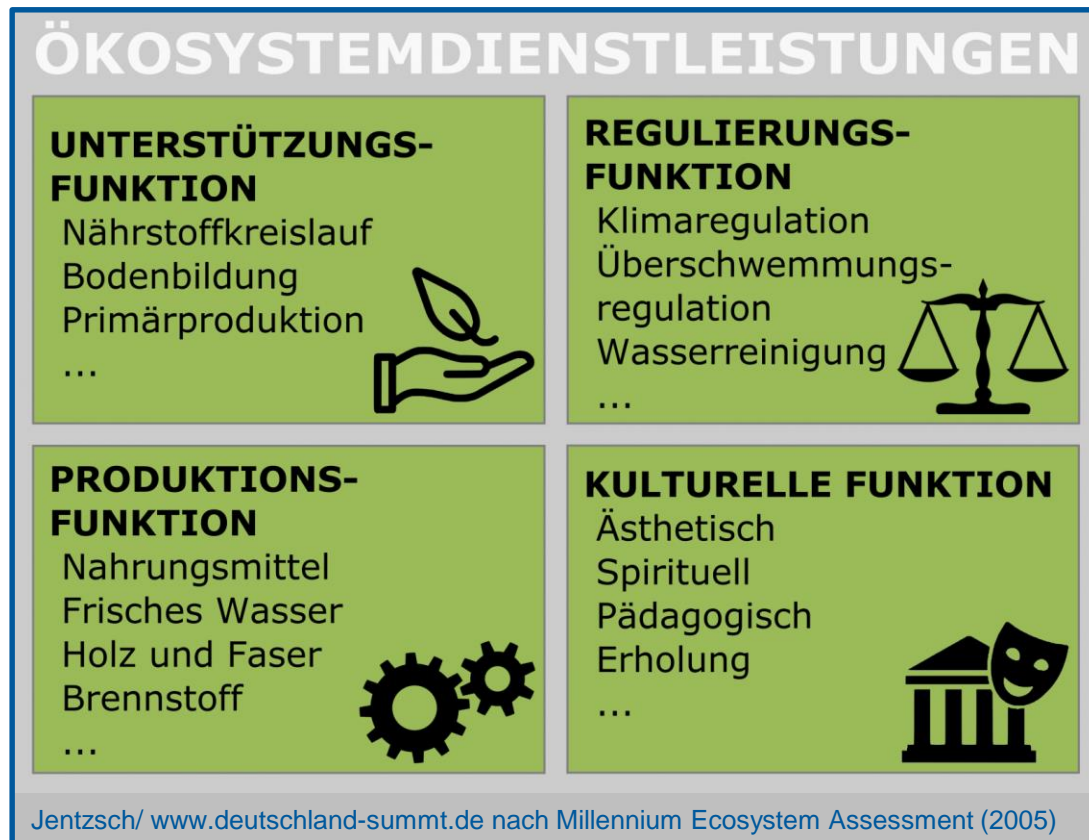 ÖKOSYSTEMDIENSTLEISTUNGEN
UNTERSTÜTZUNGS-
FUNKTION
Nährstoffkreislauf
Bodenbildung
Primärproduktion
...
REGULIERUNGS-
FUNKTION
Klimaregulation
Überschwemmungs-
regulation
Wasserreinigung
...
PRODUKTIONS-
FUNKTION
Nahrungsmittel
Frisches Wasser
Holz und Faser
Brennstoff
...
KULTURELLE FUNKTION
Ästhetisch
Spirituell
Pädagogisch
Erholung
...
Jentzsch/ www.deutschland-summt.de nach Millennium Ecosystem Assessment (2005)